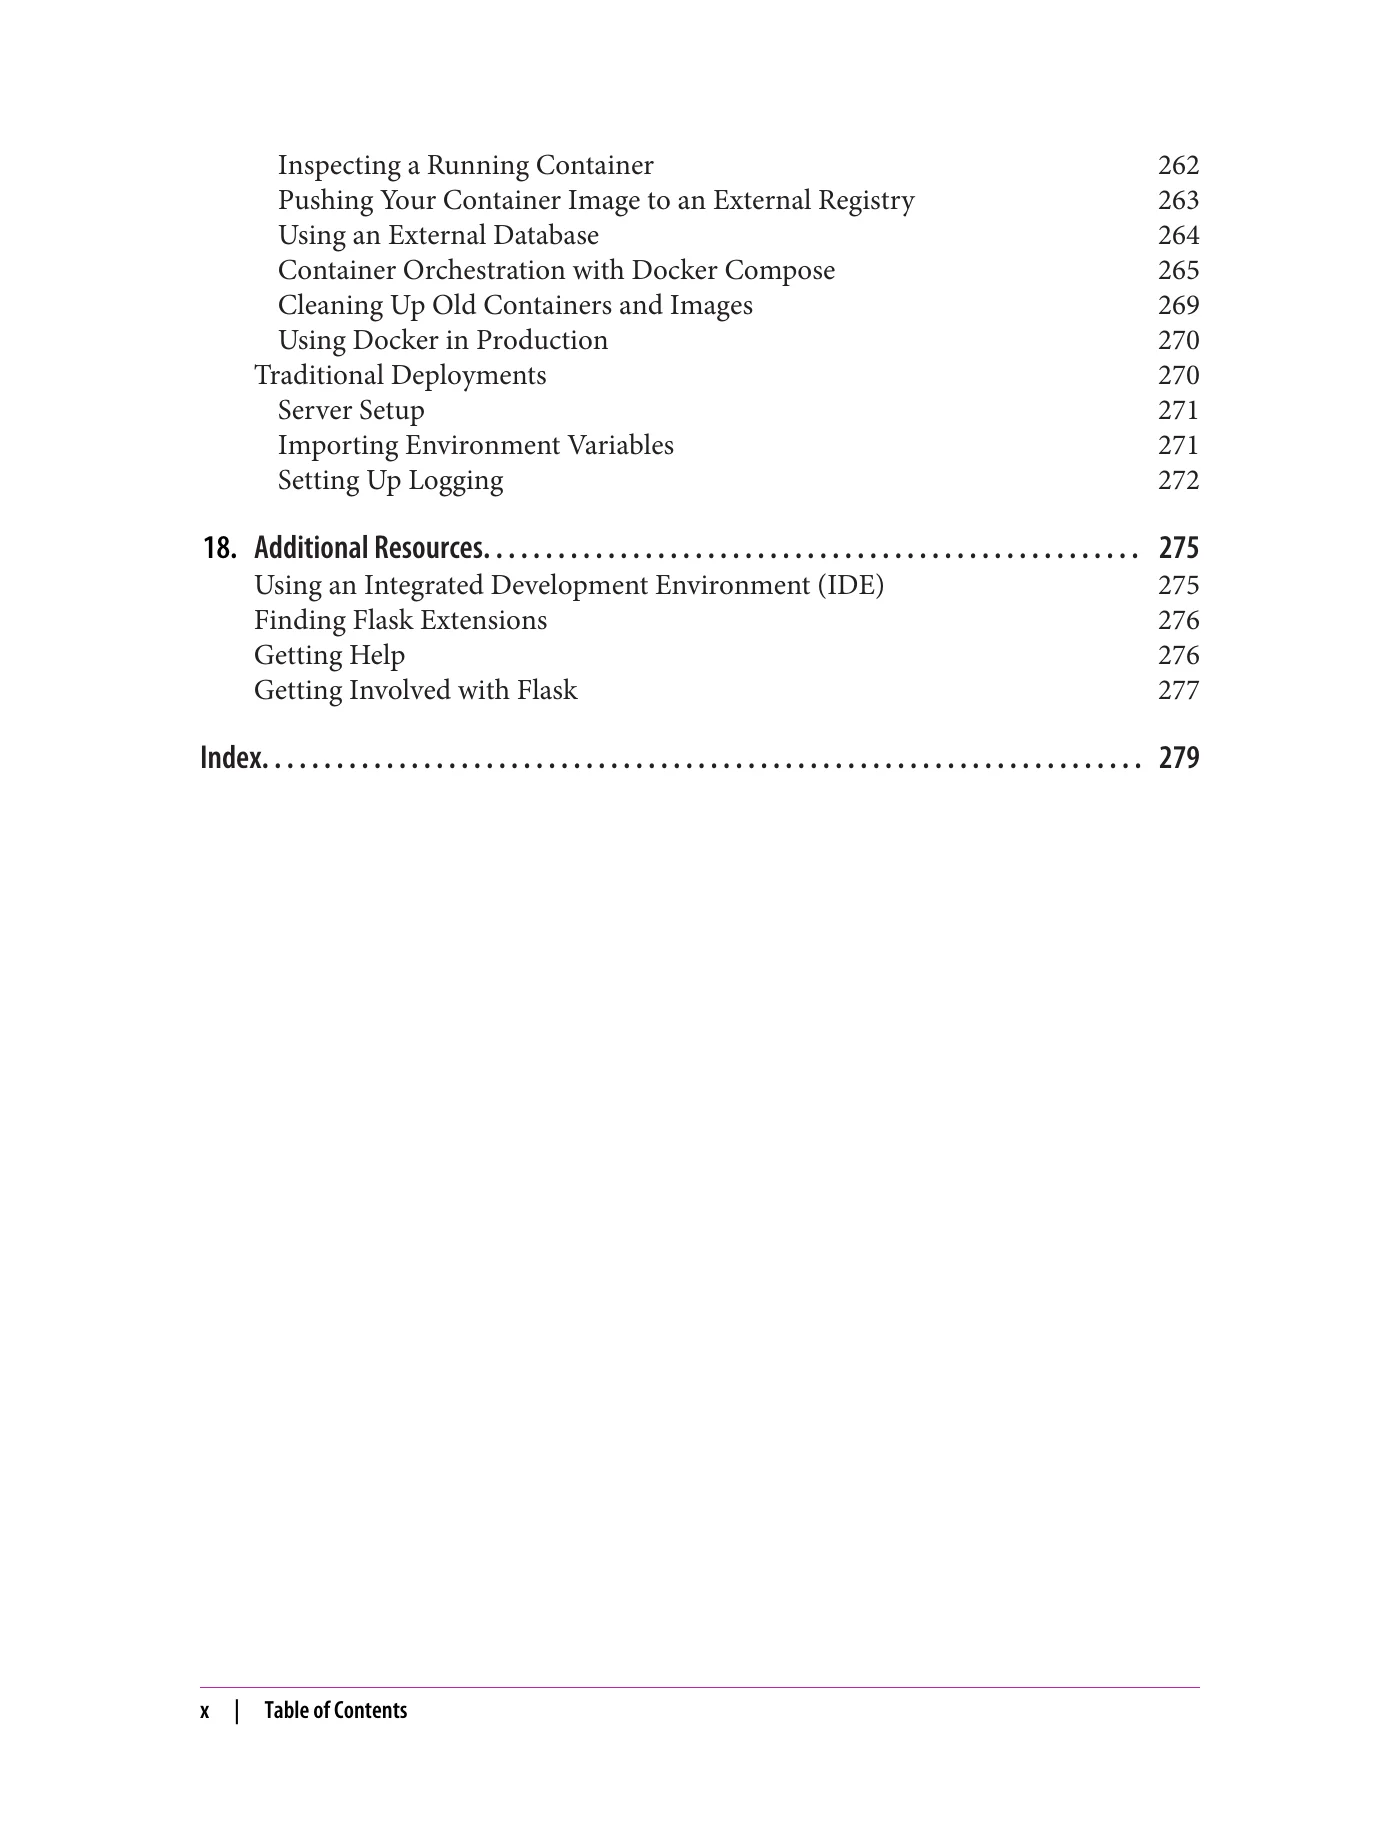 Inspecting a Running Container 262
Pushing Your Container Image to an External Registry 263
Using an External Database 264
Container Orchestration with Docker Compose 265
Cleaning Up Old Containers and Images 269
Using Docker in Production 270
Traditional Deployments 270
Server Setup 271
Importing Environment Variables 271
Setting Up Logging 272
18. Additional Resources. . . . . . . . . . . . . . . . . . . . . . . . . . . . . . . . . . . . . . . . . . . . . . . . . . . . . 275
Using an Integrated Development Environment (IDE) 275
Finding Flask Extensions 276
Getting Help 276
Getting Involved with Flask 277
Index. . . . . . . . . . . . . . . . . . . . . . . . . . . . . . . . . . . . . . . . . . . . . . . . . . . . . . . . . . . . . . . . . . . . . . . 279
x | Table of Contents